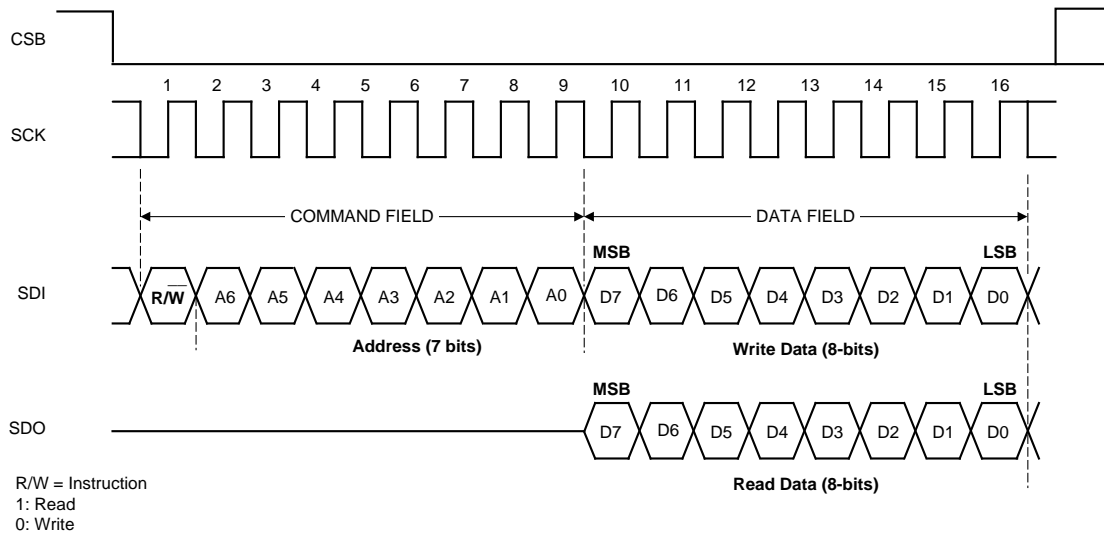 CSB
1 2 3 4 5 6 7 8 9 10 11 12 13 14 15 16
SCK
COMMAND FIELD DATA FIELD
MSB LSB
SDI R/W̅ A6 A5 A4 A3 A2 A1 A0 D7 D6 D5 D4 D3 D2 D1 D0
Address (7 bits) Write Data (8-bits)
MSB LSB
SDO D7 D6 D5 D4 D3 D2 D1 D0
R/W = Instruction
Read Data (8-bits)
1: Read
0: Write